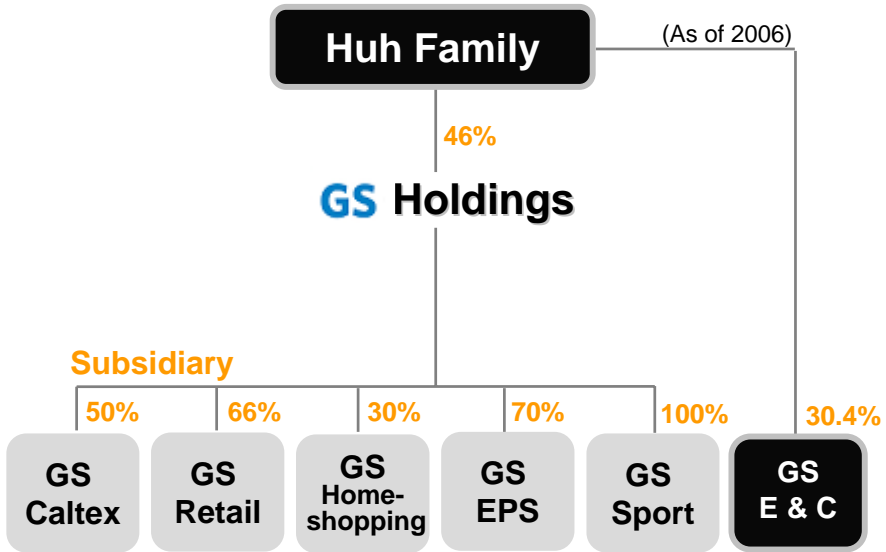 Huh Family
(As of 2006)
46%
GS Holdings
Subsidiary
50%
66%
30%
70%
100%
30.4%
GS
Caltex
GS
Retail
GS
Home-
shopping
GS
EPS
GS
Sport
GS
E & C